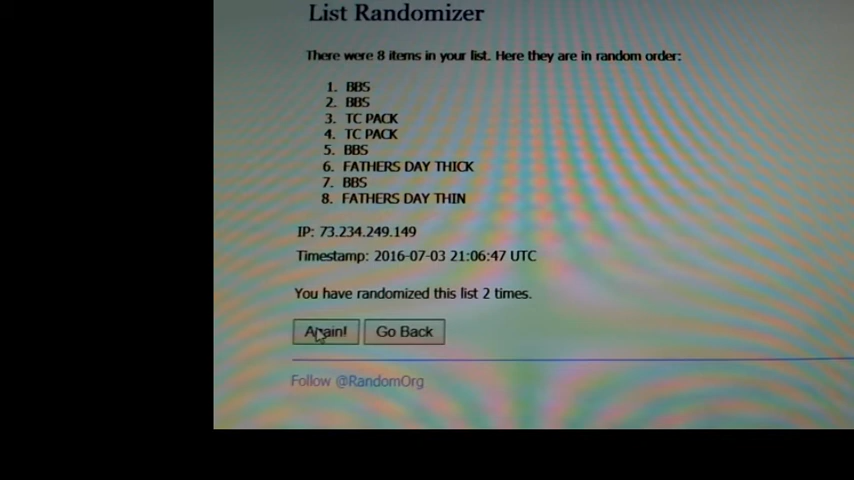 List Randomizer
There were 8 items in your list. Here they are in random order:
1. BBS
2. BBS
3. TC PACK
4. TC PACK
5. BBS
6. FATHERS DAY THICK
7. BBS
8. FATHERS DAY THIN
IP: 73.234.249.149
Timestamp: 2016-07-03 21:06:47 UTC
You have randomized this list 2 times.
Again! Go Back
Follow @RandomOrg